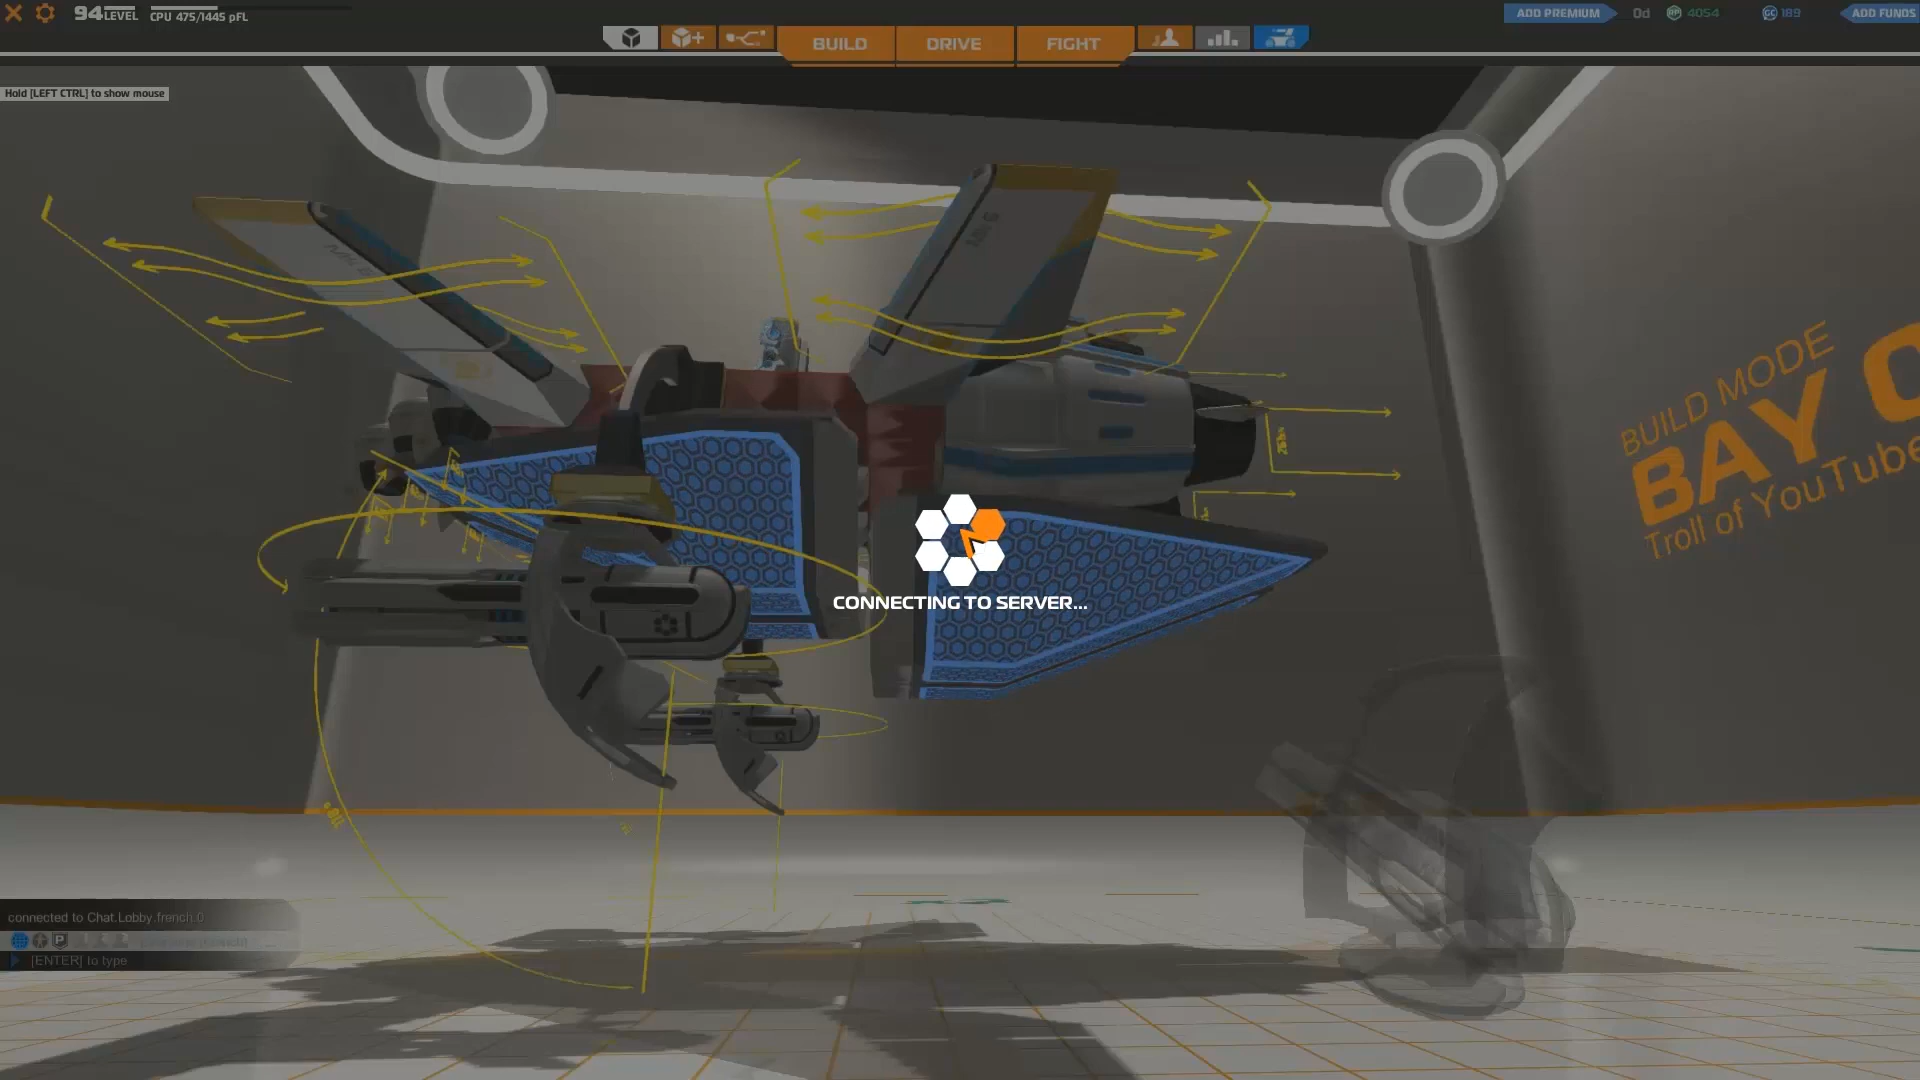 94 LEVEL
CPU 475/1445 pFL
BUILD
DRIVE
FIGHT
ADD PREMIUM
0d
RP 4054
GC 189
ADD FUNDS
Hold [LEFT CTRL] to show mouse
BUILD MODE
BAY
Troll of YouTube
CONNECTING TO SERVER...
connected to Chat.Lobby.french.0
P
[ENTER] to type